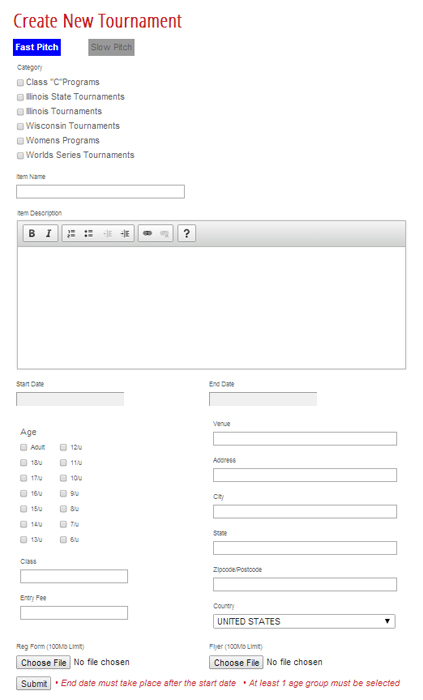 Create New Tournament
Fast Pitch Slow Pitch
Category
Class "C"Programs
Illinois State Tournaments
Illinois Tournaments
Wisconsin Tournaments
Womens Programs
Worlds Series Tournaments
Item Name
Item Description
B I ?
Start Date End Date
Age
Adult 12/u
18/u 11/u
17/u 10/u
16/u 9/u
15/u 8/u
14/u 7/u
13/u 6/u
Class
Entry Fee
Venue
Address
City
State
Zipcode/Postcode
Country
UNITED STATES
Reg Form (100Mb Limit) Flyer (100Mb Limit)
Choose File No file chosen Choose File No file chosen
Submit • End date must take place after the start date • At least 1 age group must be selected